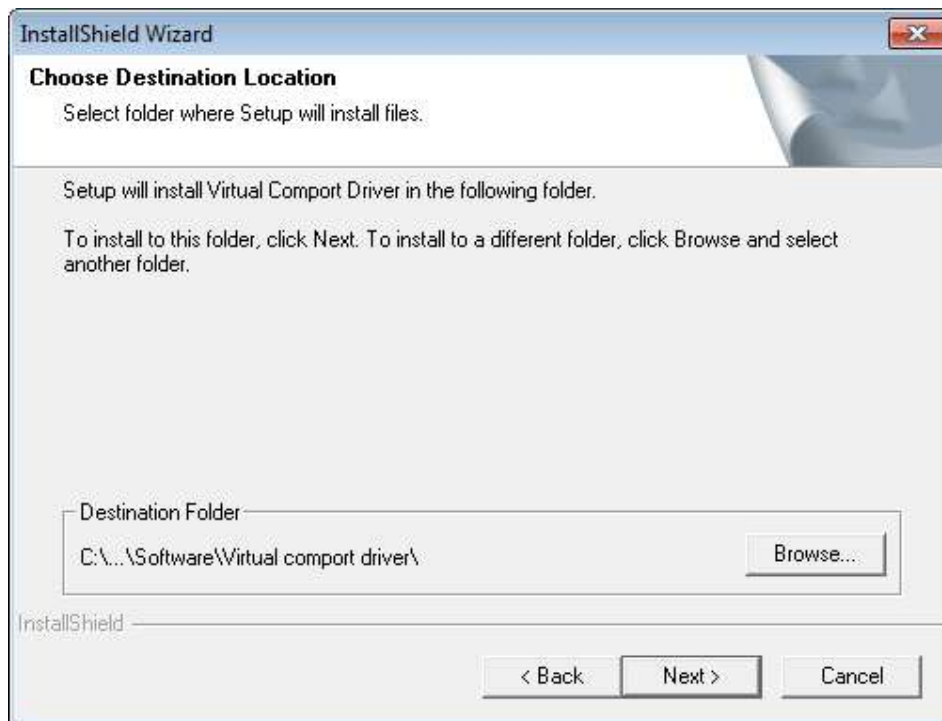 InstallShield Wizard
Choose Destination Location
Select folder where Setup will install files.
Setup will install Virtual Comport Driver in the following folder.
To install to this folder, click Next. To install to a different folder, click Browse and select
another folder.
Destination Folder
C:\...\Software\Virtual comport driver\
Browse...
InstallShield
< Back
Next >
Cancel